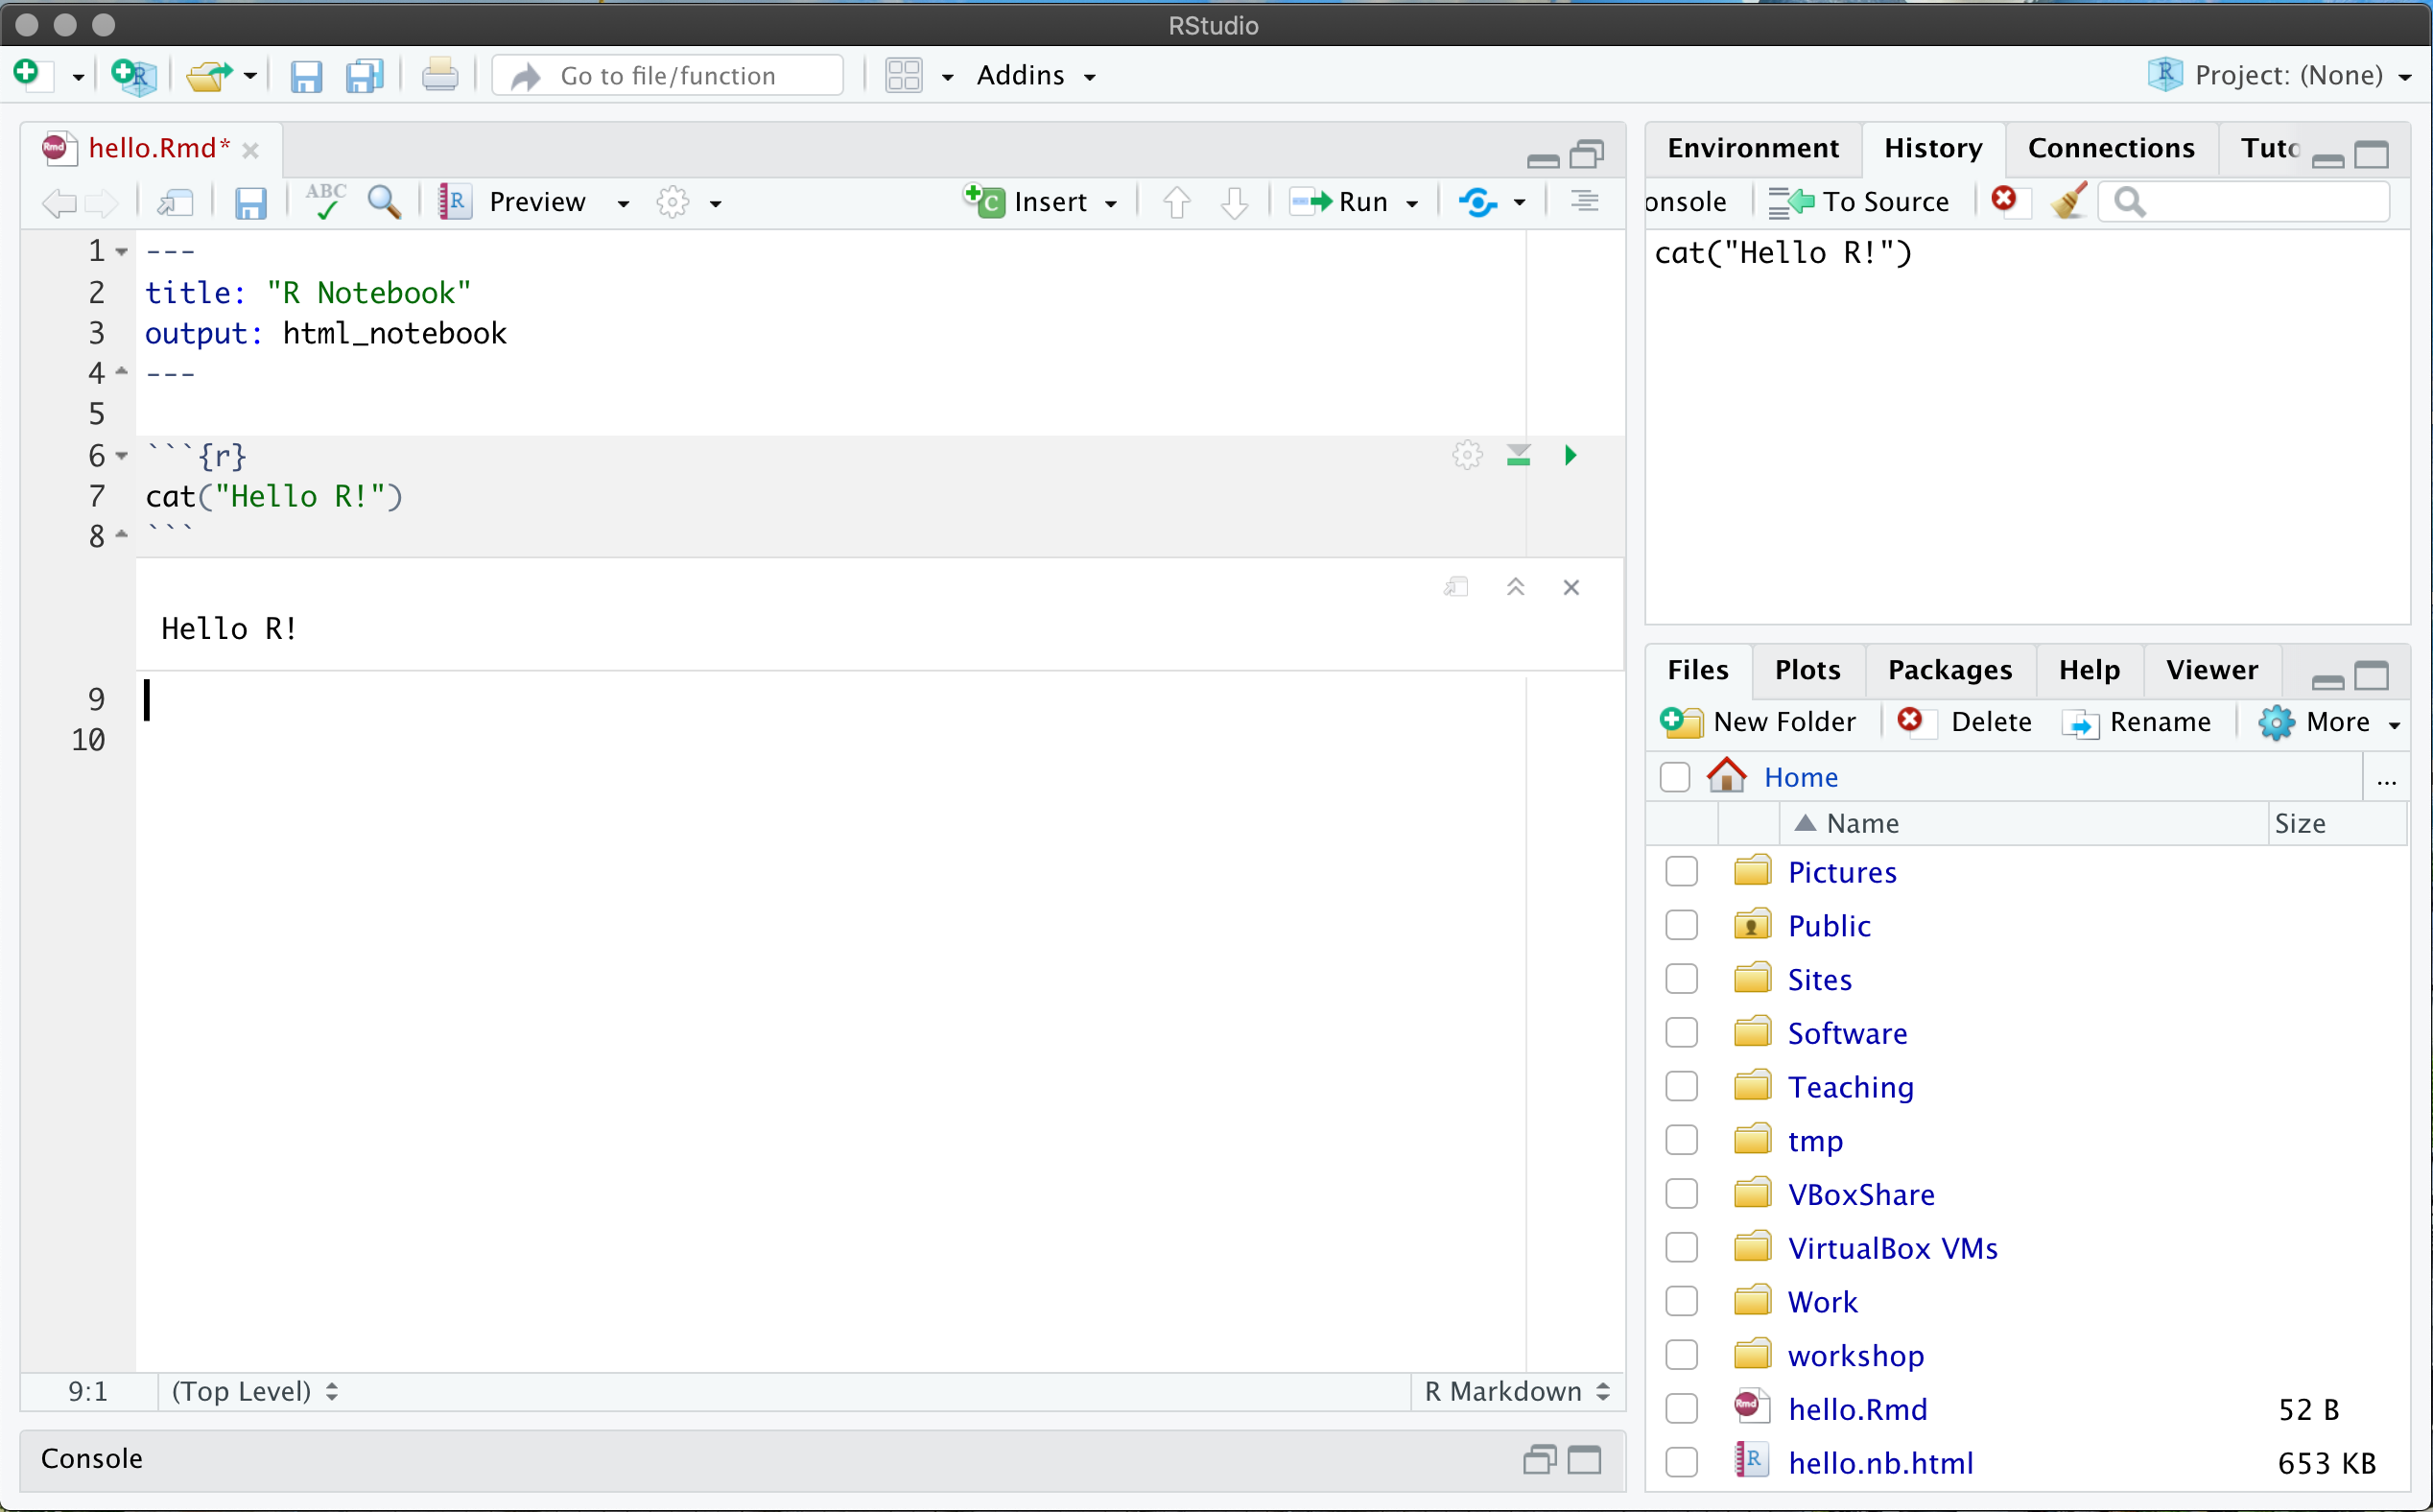 RStudio
Go to file/function
Addins
Project: (None)
hello.Rmd*
ABC
Preview
Insert
Run
1 ---
2 title: "R Notebook"
3 output: html_notebook
4 ---
5
6 ```{r}
7 cat("Hello R!")
8 ```
Hello R!
9
10
9:1 (Top Level) R Markdown
Console
Environment History Connections Tuto
onsole To Source
cat("Hello R!")
Files Plots Packages Help Viewer
New Folder Delete Rename More
Home ...
Name Size
Pictures
Public
Sites
Software
Teaching
tmp
VBoxShare
VirtualBox VMs
Work
workshop
Rmd hello.Rmd 52 B
R hello.nb.html 653 KB